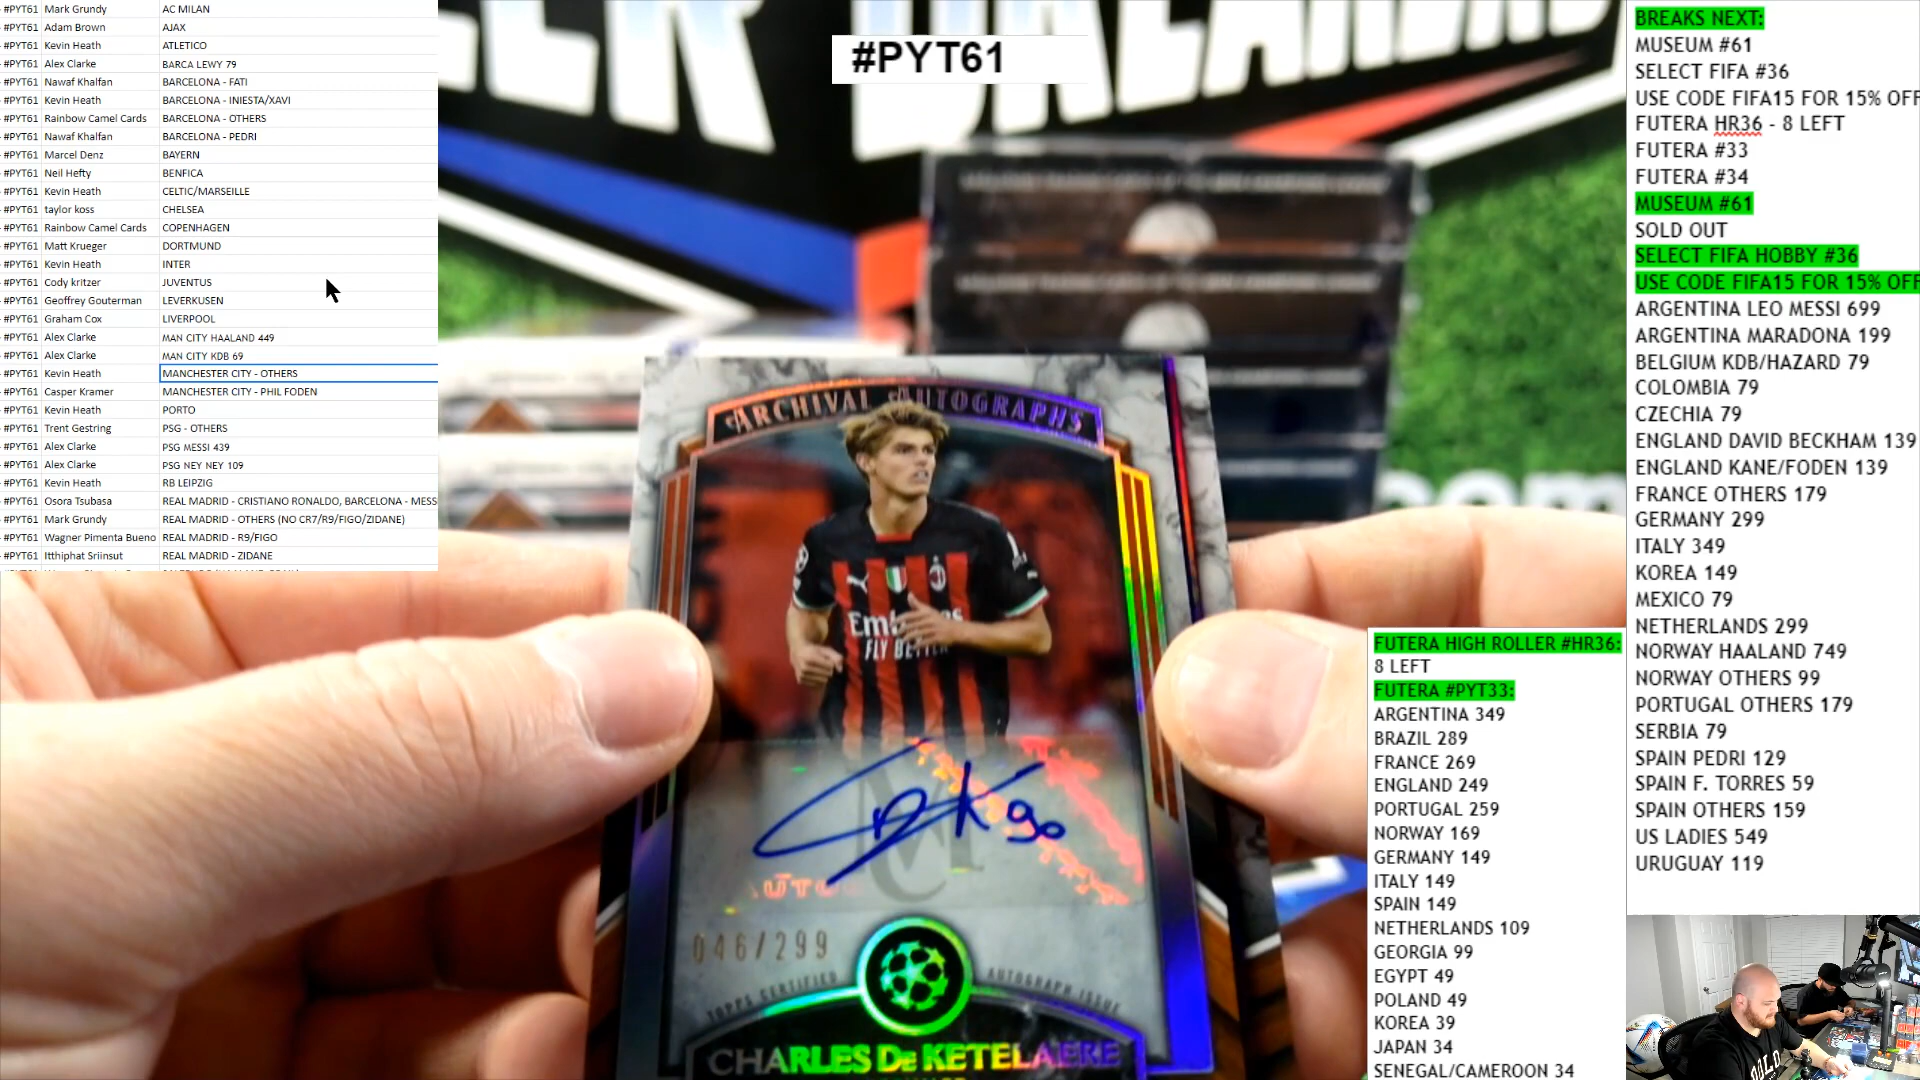 #PYT61 Mark Grundy AC MILAN
#PYT61 Adam Brown AJAX
#PYT61 Kevin Heath ATLETICO
#PYT61 Alex Clarke BARCA LEWY 79
#PYT61 Nawaf Khalfan BARCELONA - FATI
#PYT61 Kevin Heath BARCELONA - INIESTA/XAVI
#PYT61 Rainbow Camel Cards BARCELONA - OTHERS
#PYT61 Nawaf Khalfan BARCELONA - PEDRI
#PYT61 Marcel Denz BAYERN
#PYT61 Neil Hefty BENFICA
#PYT61 Kevin Heath CELTIC/MARSEILLE
#PYT61 taylor koss CHELSEA
#PYT61 Rainbow Camel Cards COPENHAGEN
#PYT61 Matt Krueger DORTMUND
#PYT61 Kevin Heath INTER
#PYT61 Cody kritzer JUVENTUS
#PYT61 Geoffrey Gouterman LEVERKUSEN
#PYT61 Graham Cox LIVERPOOL
#PYT61 Alex Clarke MAN CITY HAALAND 449
#PYT61 Alex Clarke MAN CITY KDB 69
#PYT61 Kevin Heath MANCHESTER CITY - OTHERS
#PYT61 Casper Kramer MANCHESTER CITY - PHIL FODEN
#PYT61 Kevin Heath PORTO
#PYT61 Trent Gestring PSG - OTHERS
#PYT61 Alex Clarke PSG MESSI 439
#PYT61 Alex Clarke PSG NEY NEY 109
#PYT61 Kevin Heath RB LEIPZIG
#PYT61 Osora Tsubasa REAL MADRID - CRISTIANO RONALDO, BARCELONA - MESS
#PYT61 Mark Grundy REAL MADRID - OTHERS (NO CR7/R9/FIGO/ZIDANE)
#PYT61 Wagner Pimenta Bueno REAL MADRID - R9/FIGO
#PYT61 Itthiphat Sriinsut REAL MADRID - ZIDANE
#PYT61
ARCHIVAL AUTOGRAPHS
Emirates
FLY BETTER
046/299
TOPPS CERTIFIED AUTOGRAPH ISSUE
CHARLES DE KETELAERE
BREAKS NEXT:
MUSEUM #61
SELECT FIFA #36
USE CODE FIFA15 FOR 15% OFF
FUTERA HR36 - 8 LEFT
FUTERA #33
FUTERA #34
MUSEUM #61
SOLD OUT
SELECT FIFA HOBBY #36
USE CODE FIFA15 FOR 15% OFF
ARGENTINA LEO MESSI 699
ARGENTINA MARADONA 199
BELGIUM KDB/HAZARD 79
COLOMBIA 79
CZECHIA 79
ENGLAND DAVID BECKHAM 139
ENGLAND KANE/FODEN 139
FRANCE OTHERS 179
GERMANY 299
ITALY 349
KOREA 149
MEXICO 79
NETHERLANDS 299
NORWAY HAALAND 749
NORWAY OTHERS 99
PORTUGAL OTHERS 179
SERBIA 79
SPAIN PEDRI 129
SPAIN F. TORRES 59
SPAIN OTHERS 159
US LADIES 549
URUGUAY 119
FUTERA HIGH ROLLER #HR36:
8 LEFT
FUTERA #PYT33:
ARGENTINA 349
BRAZIL 289
FRANCE 269
ENGLAND 249
PORTUGAL 259
NORWAY 169
GERMANY 149
ITALY 149
SPAIN 149
NETHERLANDS 109
GEORGIA 99
EGYPT 49
POLAND 49
KOREA 39
JAPAN 34
SENEGAL/CAMEROON 34